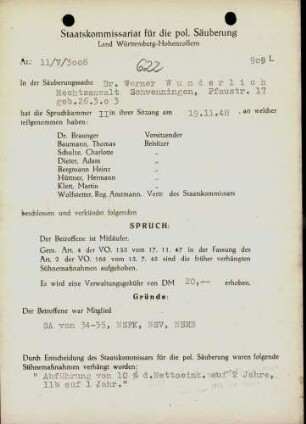 Staatskommissariat für die pol. Säuberung
Land Württemberg-Hohenzollern
Az.: 11/V/3008
622
909 L
In der Säuberungssache Dr. Werner Wunderlich
Rechtsanwalt Schwenningen, Pfaustr. 17
geb.26.3.03
hat die Spruchkammer II in ihrer Sitzung am 19.11.48 , an welcher
teilgenommen haben:
Dr. Braunger Vorsitzender
Baumann, Thomas Beisitzer
Schulze, Charlotte „
Dieter, Adam „
Bergmann Heinz „
Hüttner, Hermann „
Klett, Martin „
Wolfstetter, Reg.Amtmann. Vertr. des Staatskommissars
beschlossen und verkündet folgenden
SPRUCH:
Der Betroffene ist Mitläufer.
Gem. Art. 4 der VO. 133 vom 17. 11. 47 in der Fassung des
Art. 2 der VO. 165 vom 13. 7. 48 sind die früher verhängten
Sühnemaßnahmen aufgehoben.
Es wird eine Verwaltungsgebühr von DM 20,-- erhoben.
Gründe:
Der Betroffene war Mitglied
SA von 34-35, NSFK, NSV, NSRB
Durch Entscheidung des Staatskommissars für die pol. Säuberung waren folgende
Sühnemaßnahmen verhängt worden:
" Abführung von 10 % d.Nettoeink. auf 2 Jahre,
11b auf 1 Jahr."